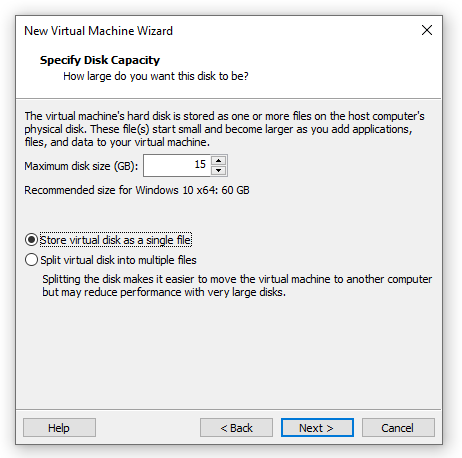 New Virtual Machine Wizard
Specify Disk Capacity
How large do you want this disk to be?
The virtual machine's hard disk is stored as one or more files on the host computer's
physical disk. These file(s) start small and become larger as you add applications,
files, and data to your virtual machine.
Maximum disk size (GB): 15
Recommended size for Windows 10 x64: 60 GB
Store virtual disk as a single file
Split virtual disk into multiple files
Splitting the disk makes it easier to move the virtual machine to another computer
but may reduce performance with very large disks.
Help < Back Next > Cancel